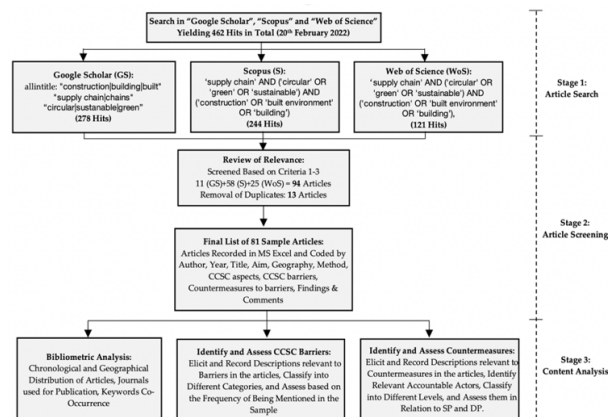 Search in “Google Scholar”, “Scopus” and “Web of Science”
Yielding 462 Hits in Total (20th February 2022)
Google Scholar (GS):
allintitle: "construction|building|built"
"supply chain|chains"
"circular|sustanable|green"
(278 Hits)
Scopus (S):
'supply chain' AND ('circular' OR
'green' OR 'sustainable') AND
('construction' OR 'built environment'
OR 'building')
(244 Hits)
Web of Science (WoS):
'supply chain' AND ('circular' OR
'green' OR 'sustainable') AND
('construction' OR 'built environment'
OR 'building'),
(121 Hits)
Stage 1:
Article Search
Review of Relevance:
Screened Based on Criteria 1-3
11 (GS)+58 (S)+25 (WoS) = 94 Articles
Removal of Duplicates: 13 Articles
Stage 2:
Article Screening
Final List of 81 Sample Articles:
Articles Recorded in MS Excel and Coded by
Author, Year, Title, Aim, Geography, Method,
CCSC aspects, CCSC barriers,
Countermeasures to barriers, Findings &
Comments
Bibliometric Analysis:
Chronological and Geographical
Distribution of Articles, Journals
used for Publication, Keywords Co-
Occurrence
Identify and Assess CCSC Barriers:
Elicit and Record Descriptions relevant to
Barriers in the articles, Classify into
Different Categories, and Assess based on
the Frequency of Being Mentioned in the
Sample
Identify and Assess Countermeasures:
Elicit and Record Descriptions relevant to
Countermeasures in the articles, Identify
Relevant Accountable Actors, Classify
into Different Levels, and Assess them in
Relation to SP and DP.
Stage 3:
Content Analysis